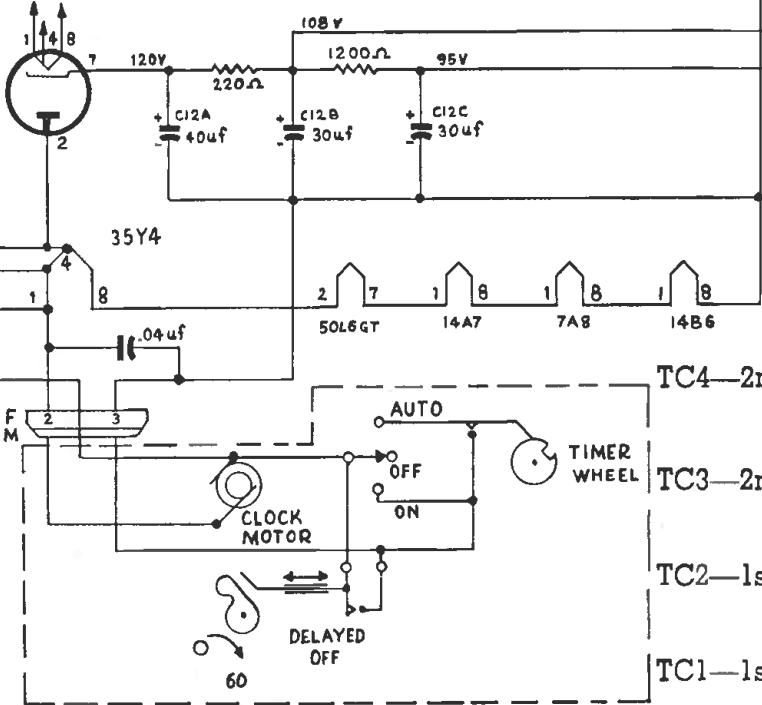 108 V
1 4 8
7
120V
1200Ω
95V
220Ω
+ C12A
40uf
-
+ C12B
30uf
-
+ C12C
30uf
-
2
35Y4
4
1
8
2 7
1 8
1 8
1 8
50L6GT
14A7
7A8
14B6
.04uf
TC4—2
F
M
2 3
AUTO
OFF
ON
TIMER
WHEEL
TC3—2
CLOCK
MOTOR
TC2—1s
DELAYED
OFF
60
TC1—1s